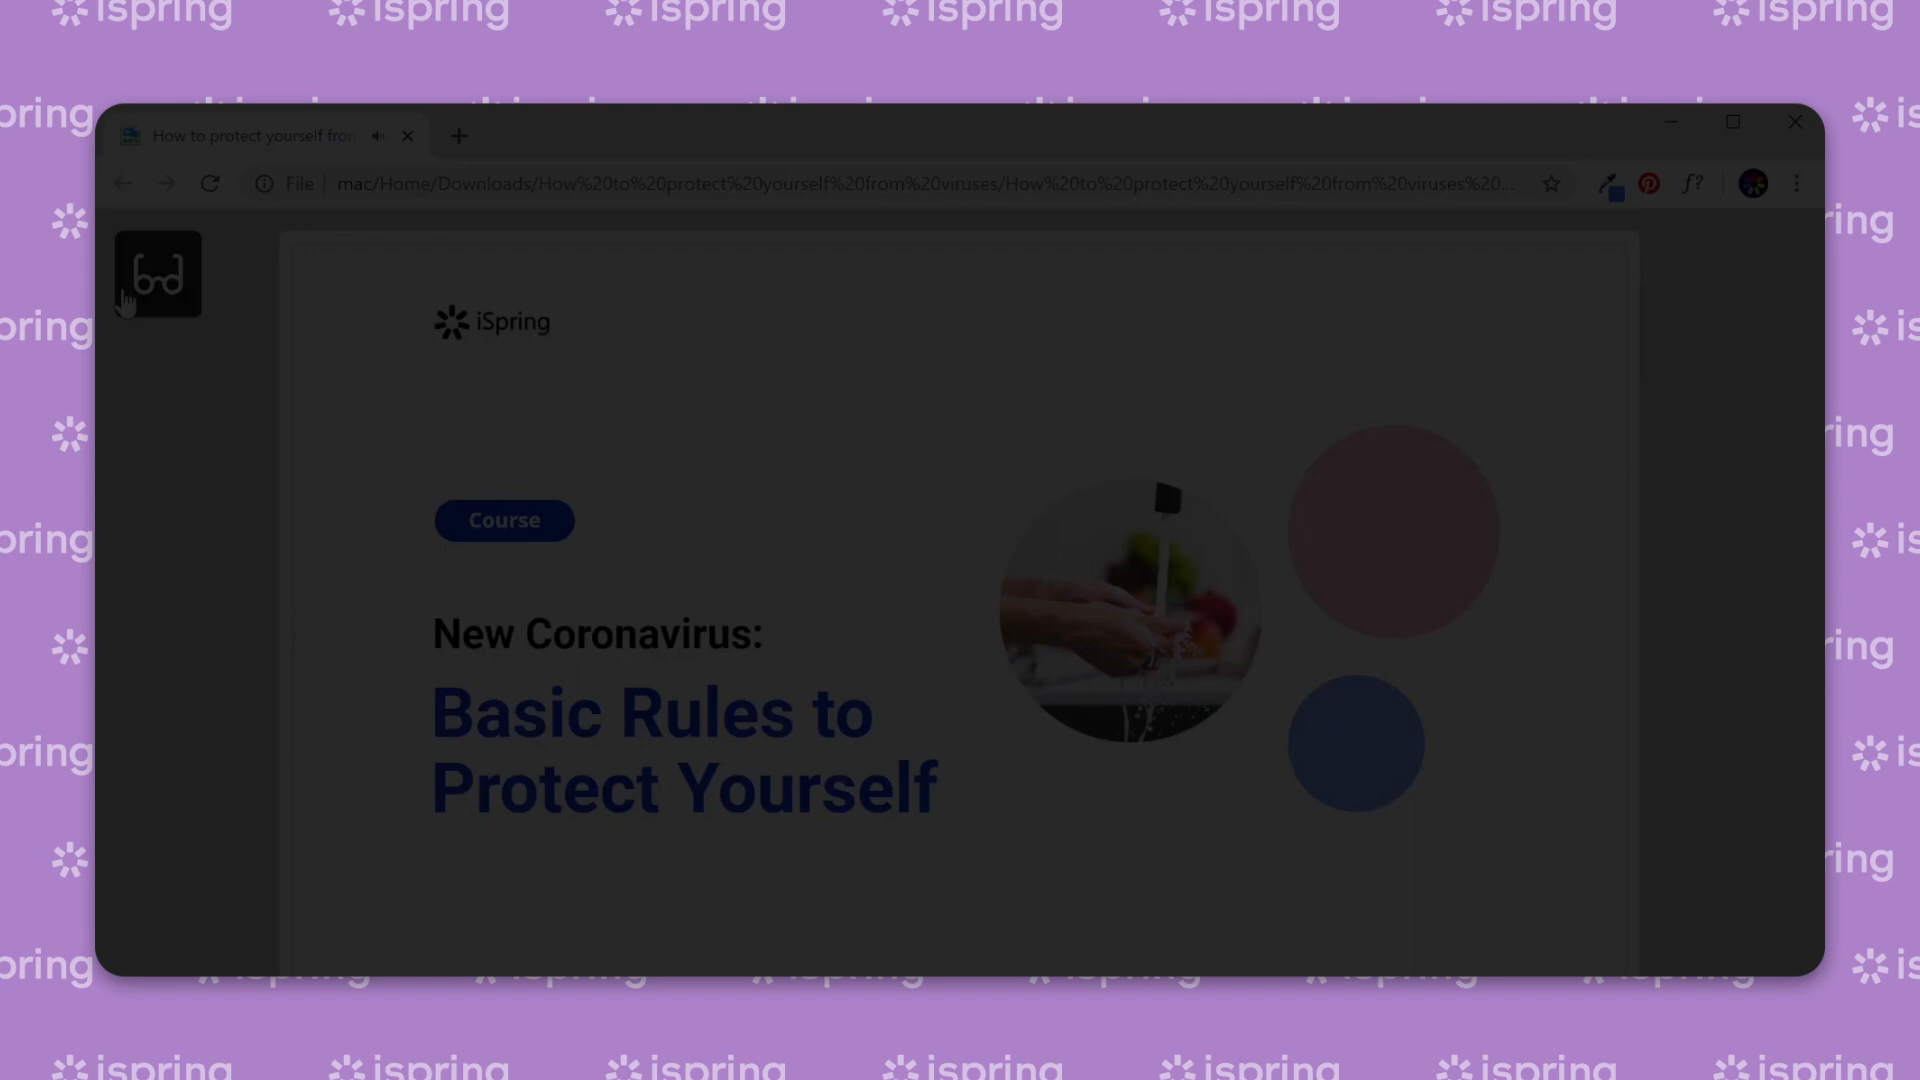 ispring ispring ispring ispring ispring ispring ispring
How to protect yourself fron
File mac/Home/Downloads/How%20to%20protect%20yourself%20from%20viruses/How%20to%20protect%20yourself%20from%20viruses%20...
f?
iSpring
Course
New Coronavirus:
Basic Rules to
Protect Yourself
ispring ispring ispring ispring ispring ispring ispring